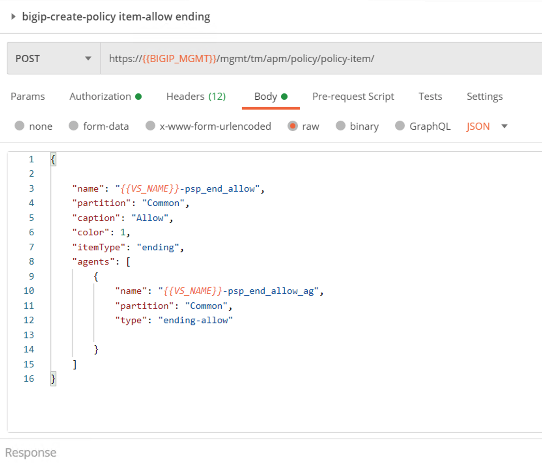 bigip-create-policy item-allow ending
POST https://{{BIGIP_MGMT}}/mgmt/tm/apm/policy/policy-item/
Params Authorization Headers (12) Body Pre-request Script Tests Settings
none form-data x-www-form-urlencoded raw binary GraphQL JSON
1 {
2
3 "name": "{{VS_NAME}}-psp_end_allow",
4 "partition": "Common",
5 "caption": "Allow",
6 "color": 1,
7 "itemType": "ending",
8 "agents": [
9 {
10 "name": "{{VS_NAME}}-psp_end_allow_ag",
11 "partition": "Common",
12 "type": "ending-allow"
13
14 }
15 ]
16 }
Response